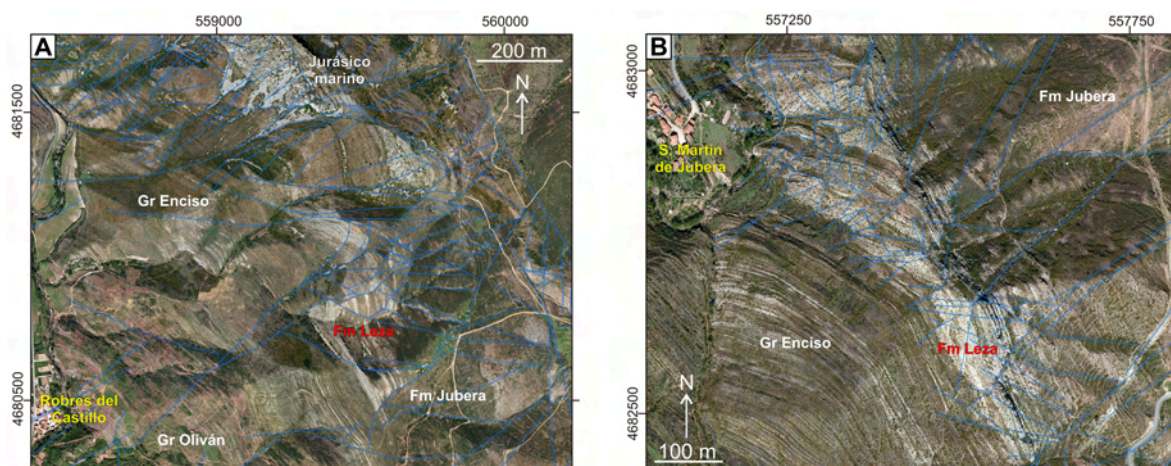 559000
560000
A
Jurásico
marino
200 m
N
4681500
Gr Enciso
Fm Leza
Fm Jubera
4680500
Robres del
Castillo
Gr Oliván
557250
557750
B
4683000
Fm Jubera
S. Martín
de Jubera
Gr Enciso
Fm Leza
N
4682500
100 m